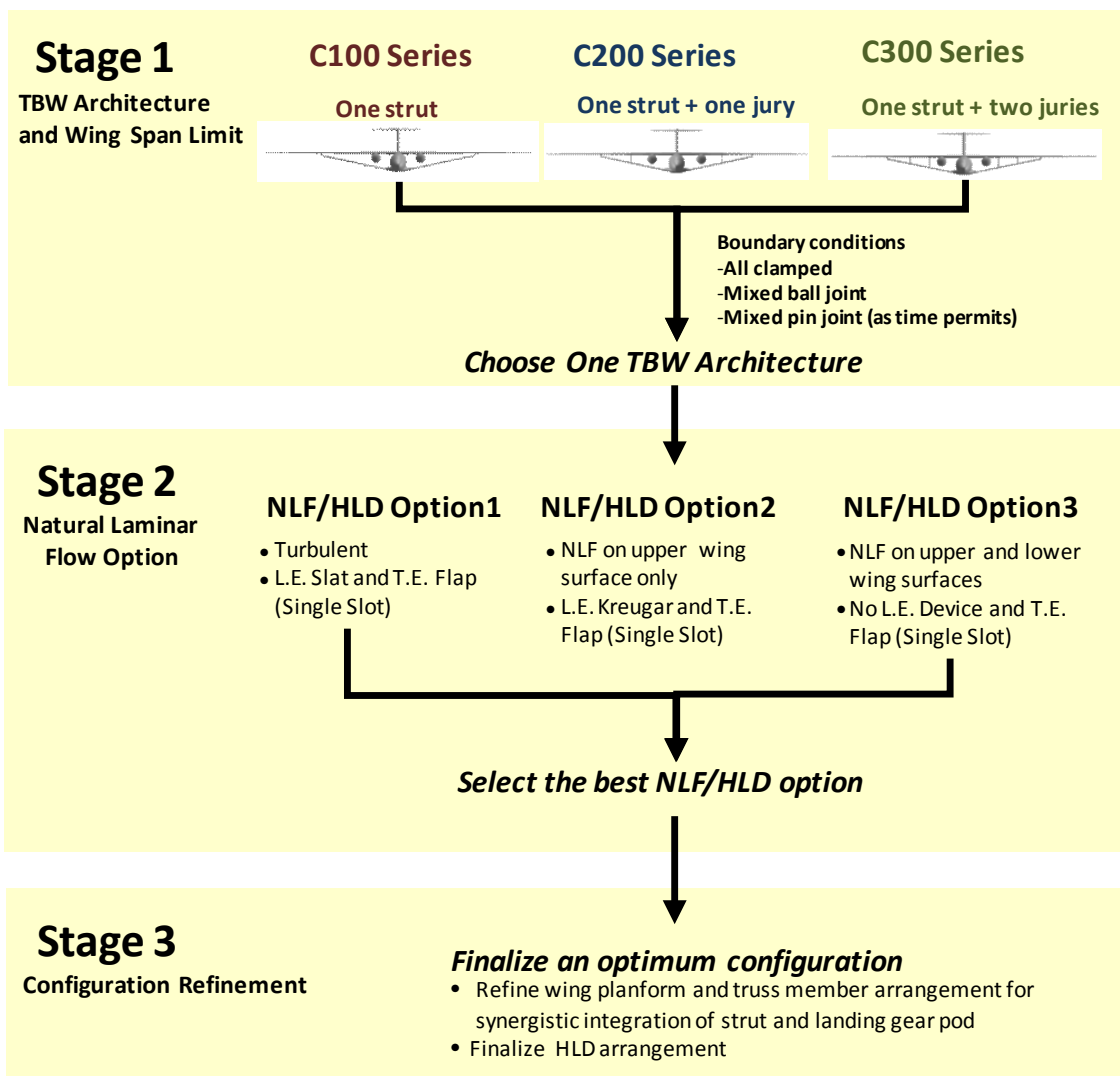 Stage 1
TBW Architecture
and Wing Span Limit
C100 Series
C200 Series
C300 Series
One strut
One strut + one jury
One strut + two juries
Boundary conditions
-All clamped
-Mixed ball joint
-Mixed pin joint (as time permits)
Choose One TBW Architecture
Stage 2
Natural Laminar
Flow Option
NLF/HLD Option1
• Turbulent
• L.E. Slat and T.E. Flap
(Single Slot)
NLF/HLD Option2
• NLF on upper wing
surface only
• L.E. Kreugar and T.E.
Flap (Single Slot)
NLF/HLD Option3
• NLF on upper and lower
wing surfaces
• No L.E. Device and T.E.
Flap (Single Slot)
Select the best NLF/HLD option
Stage 3
Configuration Refinement
Finalize an optimum configuration
• Refine wing planform and truss member arrangement for
synergistic integration of strut and landing gear pod
• Finalize HLD arrangement